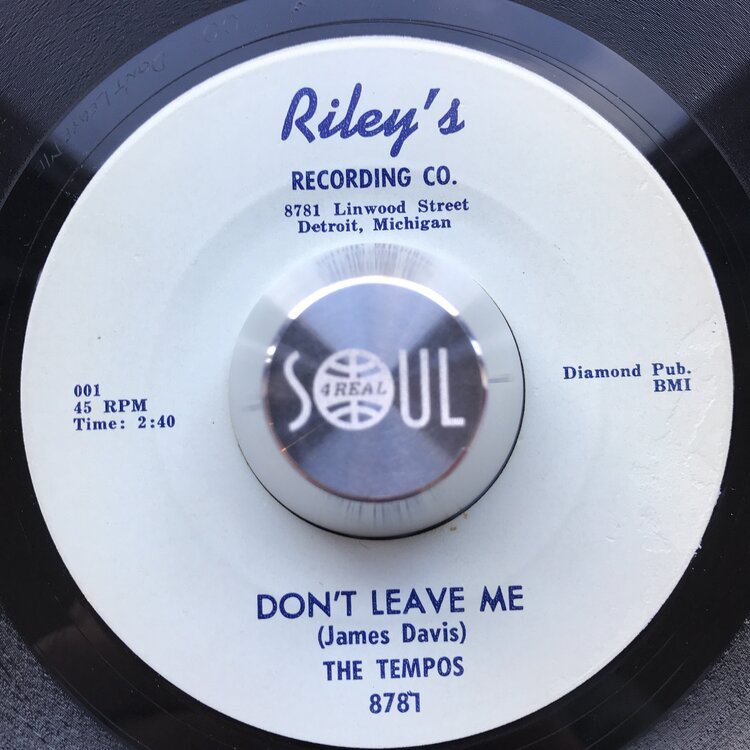 Riley's
RECORDING CO.
8781 Linwood Street
Detroit, Michigan
SOUL
4REAL
001
45 RPM
Time: 2:40
Diamond Pub.
BMI
DON'T LEAVE ME
(James Davis)
THE TEMPOS
8781